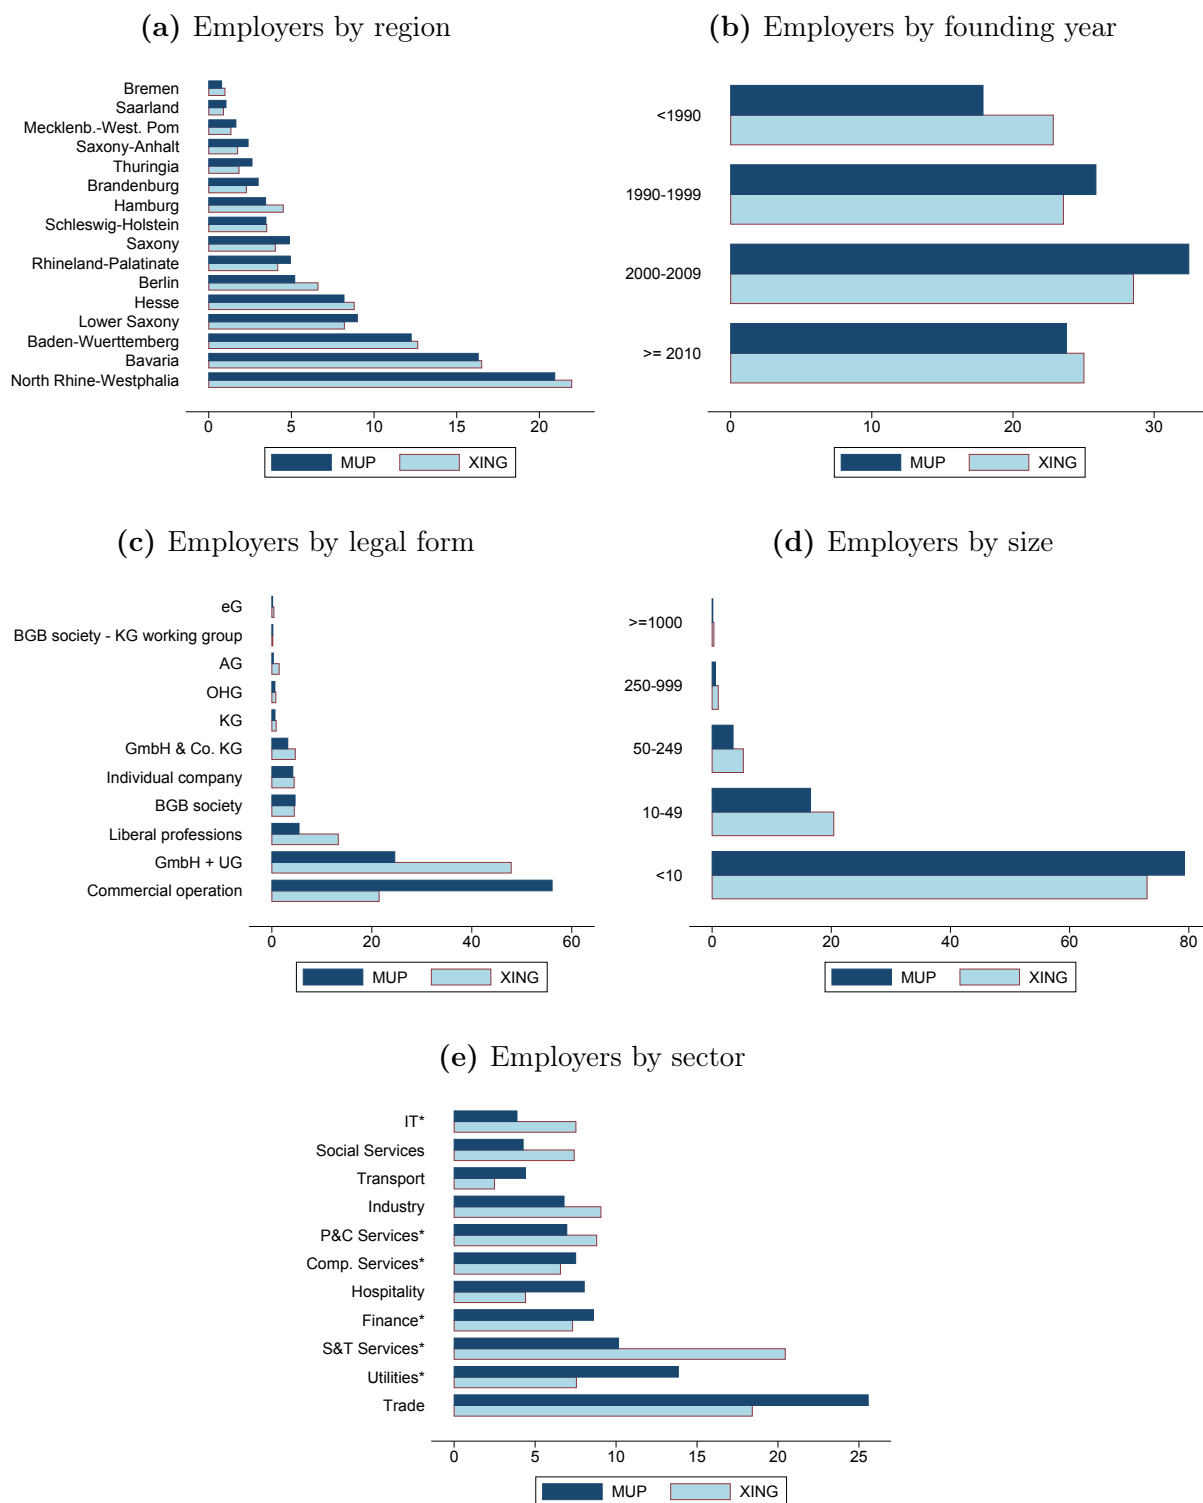 (a) Employers by region
Bremen
Saarland
Mecklenb.-West. Pom
Saxony-Anhalt
Thuringia
Brandenburg
Hamburg
Schleswig-Holstein
Saxony
Rhineland-Palatinate
Berlin
Hesse
Lower Saxony
Baden-Wuerttemberg
Bavaria
North Rhine-Westphalia
0 5 10 15 20
MUP XING
(b) Employers by founding year
<1990
1990-1999
2000-2009
>= 2010
0 10 20 30
MUP XING
(c) Employers by legal form
eG
BGB society - KG working group
AG
OHG
KG
GmbH & Co. KG
Individual company
BGB society
Liberal professions
GmbH + UG
Commercial operation
0 20 40 60
MUP XING
(d) Employers by size
>=1000
250-999
50-249
10-49
<10
0 20 40 60 80
MUP XING
(e) Employers by sector
IT*
Social Services
Transport
Industry
P&C Services*
Comp. Services*
Hospitality
Finance*
S&T Services*
Utilities*
Trade
0 5 10 15 20 25
MUP XING